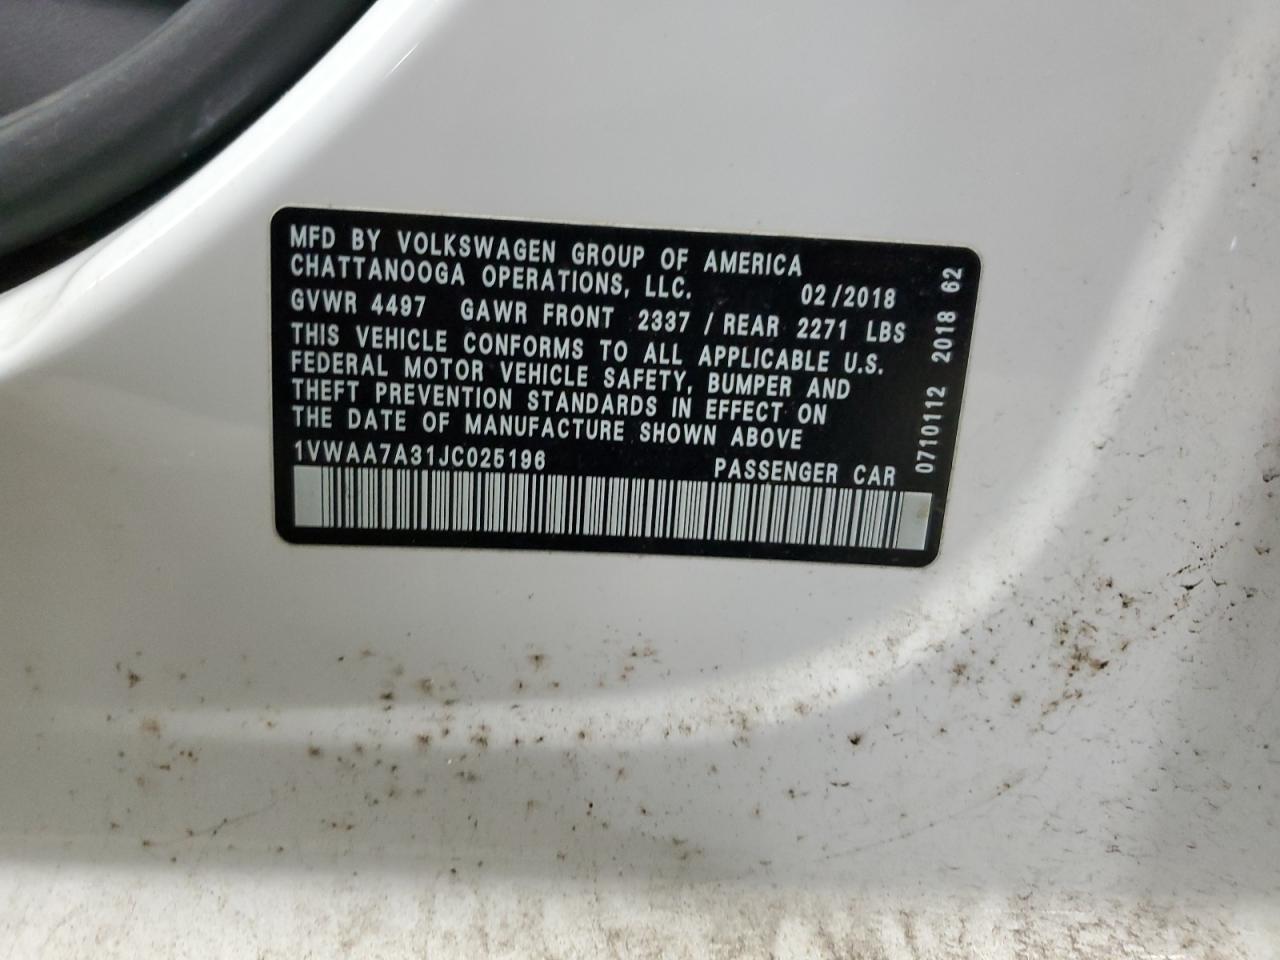 MFD BY VOLKSWAGEN GROUP OF AMERICA
CHATTANOOGA OPERATIONS, LLC. 02/2018
GVWR 4497 GAWR FRONT 2337 / REAR 2271 LBS
THIS VEHICLE CONFORMS TO ALL APPLICABLE U.S.
FEDERAL MOTOR VEHICLE SAFETY, BUMPER AND
THEFT PREVENTION STANDARDS IN EFFECT ON
THE DATE OF MANUFACTURE SHOWN ABOVE
1VWAA7A31JC025196 PASSENGER CAR
0710112 2018 62